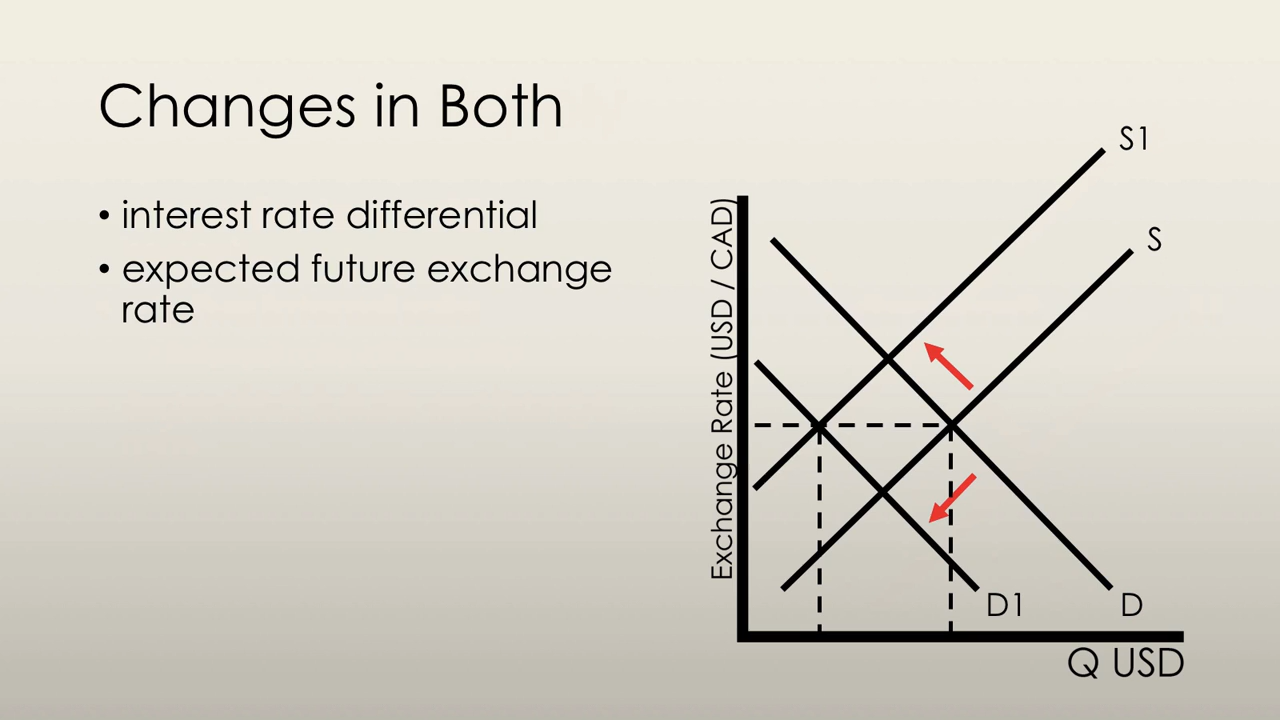 Changes in Both
• interest rate differential
• expected future exchange
rate
S1
S
Exchange Rate (USD / CAD)
D1
D
Q USD